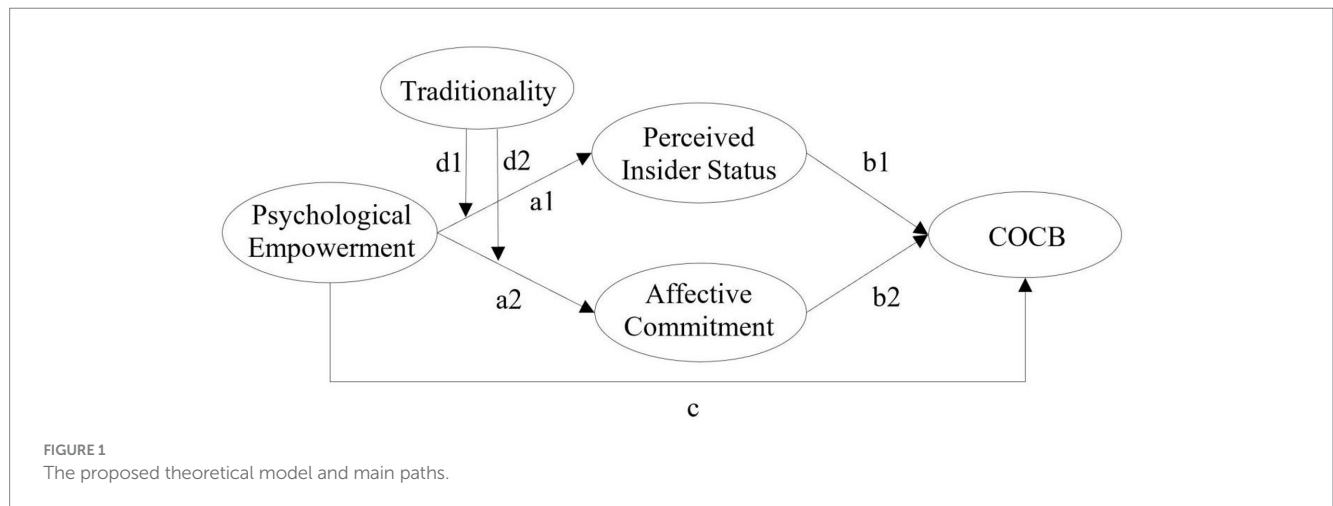 Traditionality
d1
d2
a1
Perceived
Insider Status
b1
Psychological
Empowerment
COCB
a2
Affective
Commitment
b2
c
FIGURE 1
The proposed theoretical model and main paths.